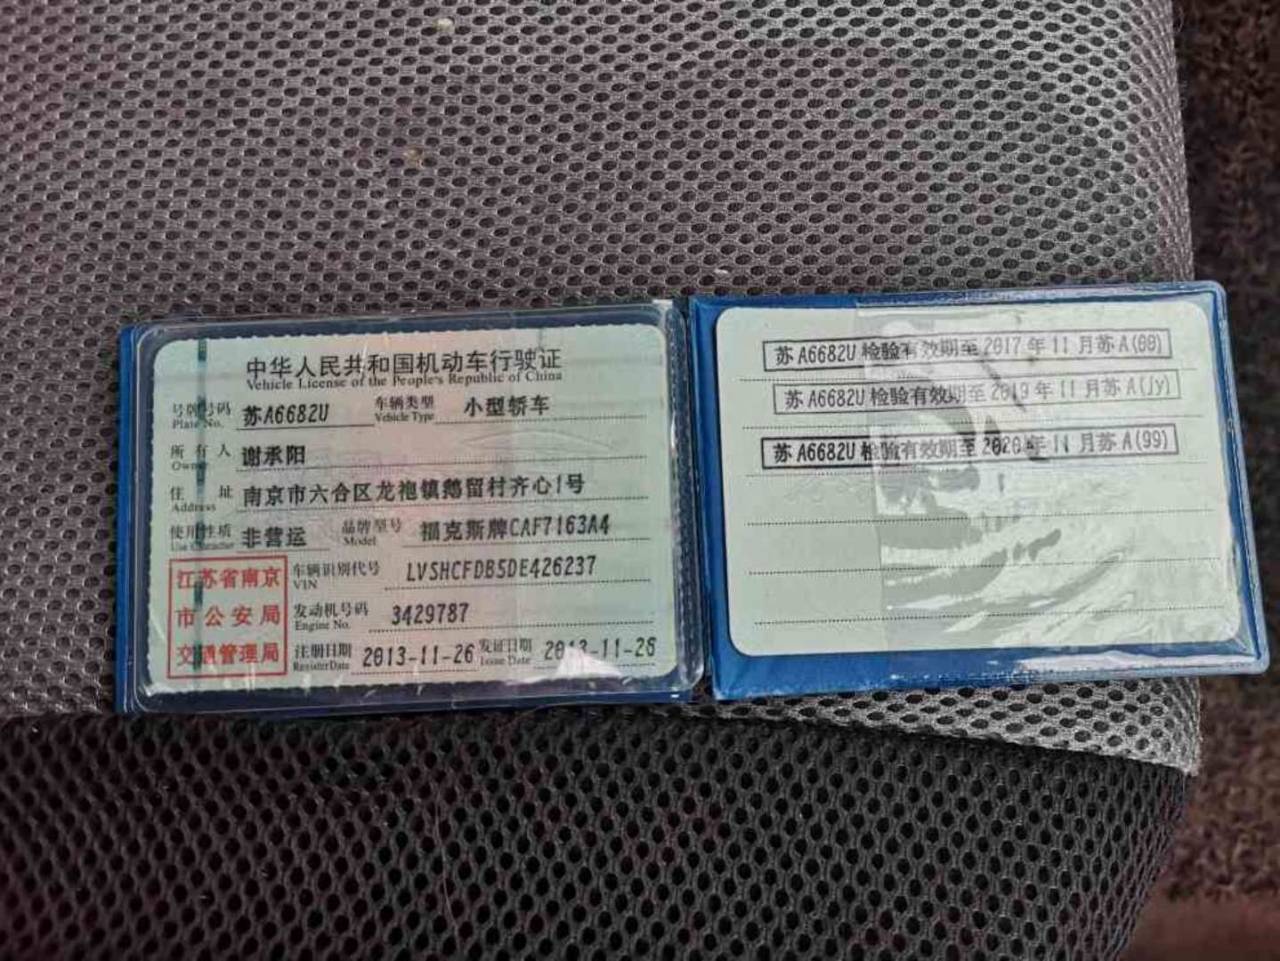 中华人民共和国机动车行驶证
Vehicle License of the People's Republic of China
号牌号码 苏A6682U 车辆类型 小型轿车
Plate No. Vehicle Type
所有人 谢承阳
Owner
住址 南京市六合区龙袍镇鹅留村齐心1号
Address
使用性质 非营运 品牌型号 福克斯牌CAF7163A4
Use Character Model
江苏省南京
市公安局
交通管理局
车辆识别代号 LVSHCFDB5DE426237
VIN
发动机号码 3429787
Engine No.
注册日期 2013-11-26 发证日期 2013-11-26
Register Date Issue Date
苏A6682U检验有效期至2017年11月苏A(00)
苏A6682U检验有效期至2019年11月苏A(jy)
苏A6682U检验有效期至2020年11月苏A(99)